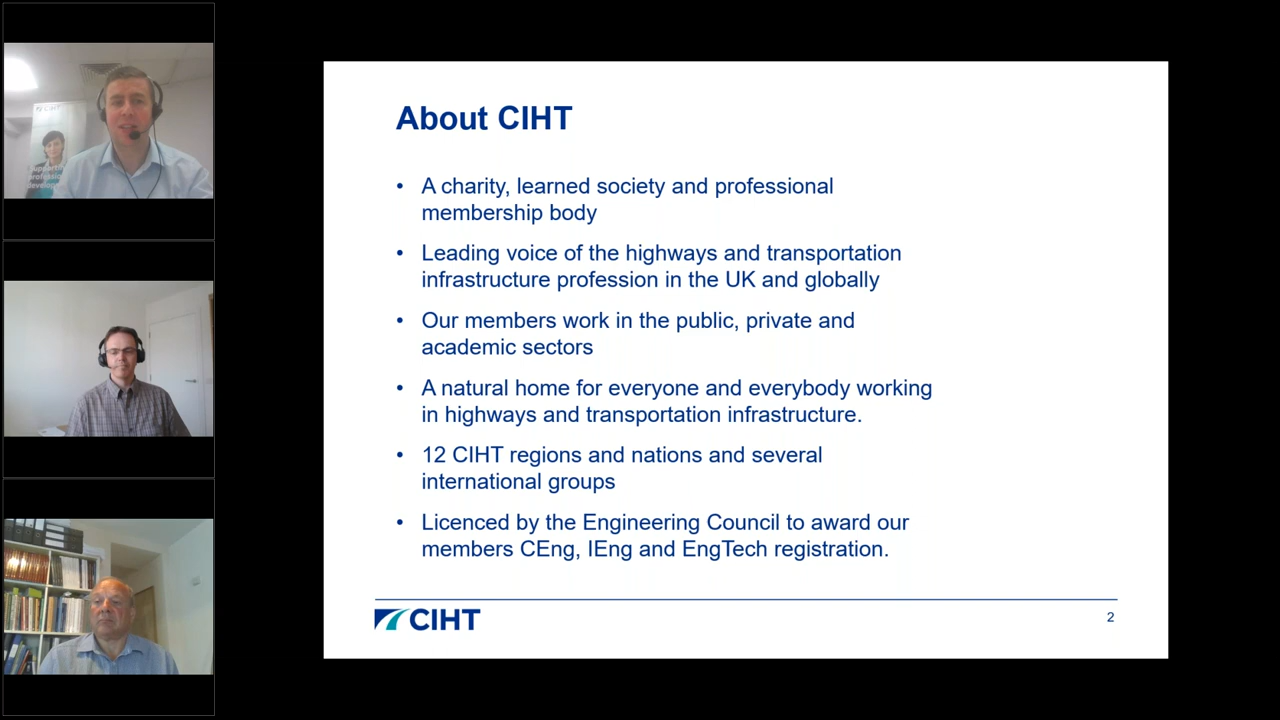 About CIHT
• A charity, learned society and professional
membership body
• Leading voice of the highways and transportation
infrastructure profession in the UK and globally
• Our members work in the public, private and
academic sectors
• A natural home for everyone and everybody working
in highways and transportation infrastructure.
• 12 CIHT regions and nations and several
international groups
• Licenced by the Engineering Council to award our
members CEng, IEng and EngTech registration.
CIHT
2
CIHT